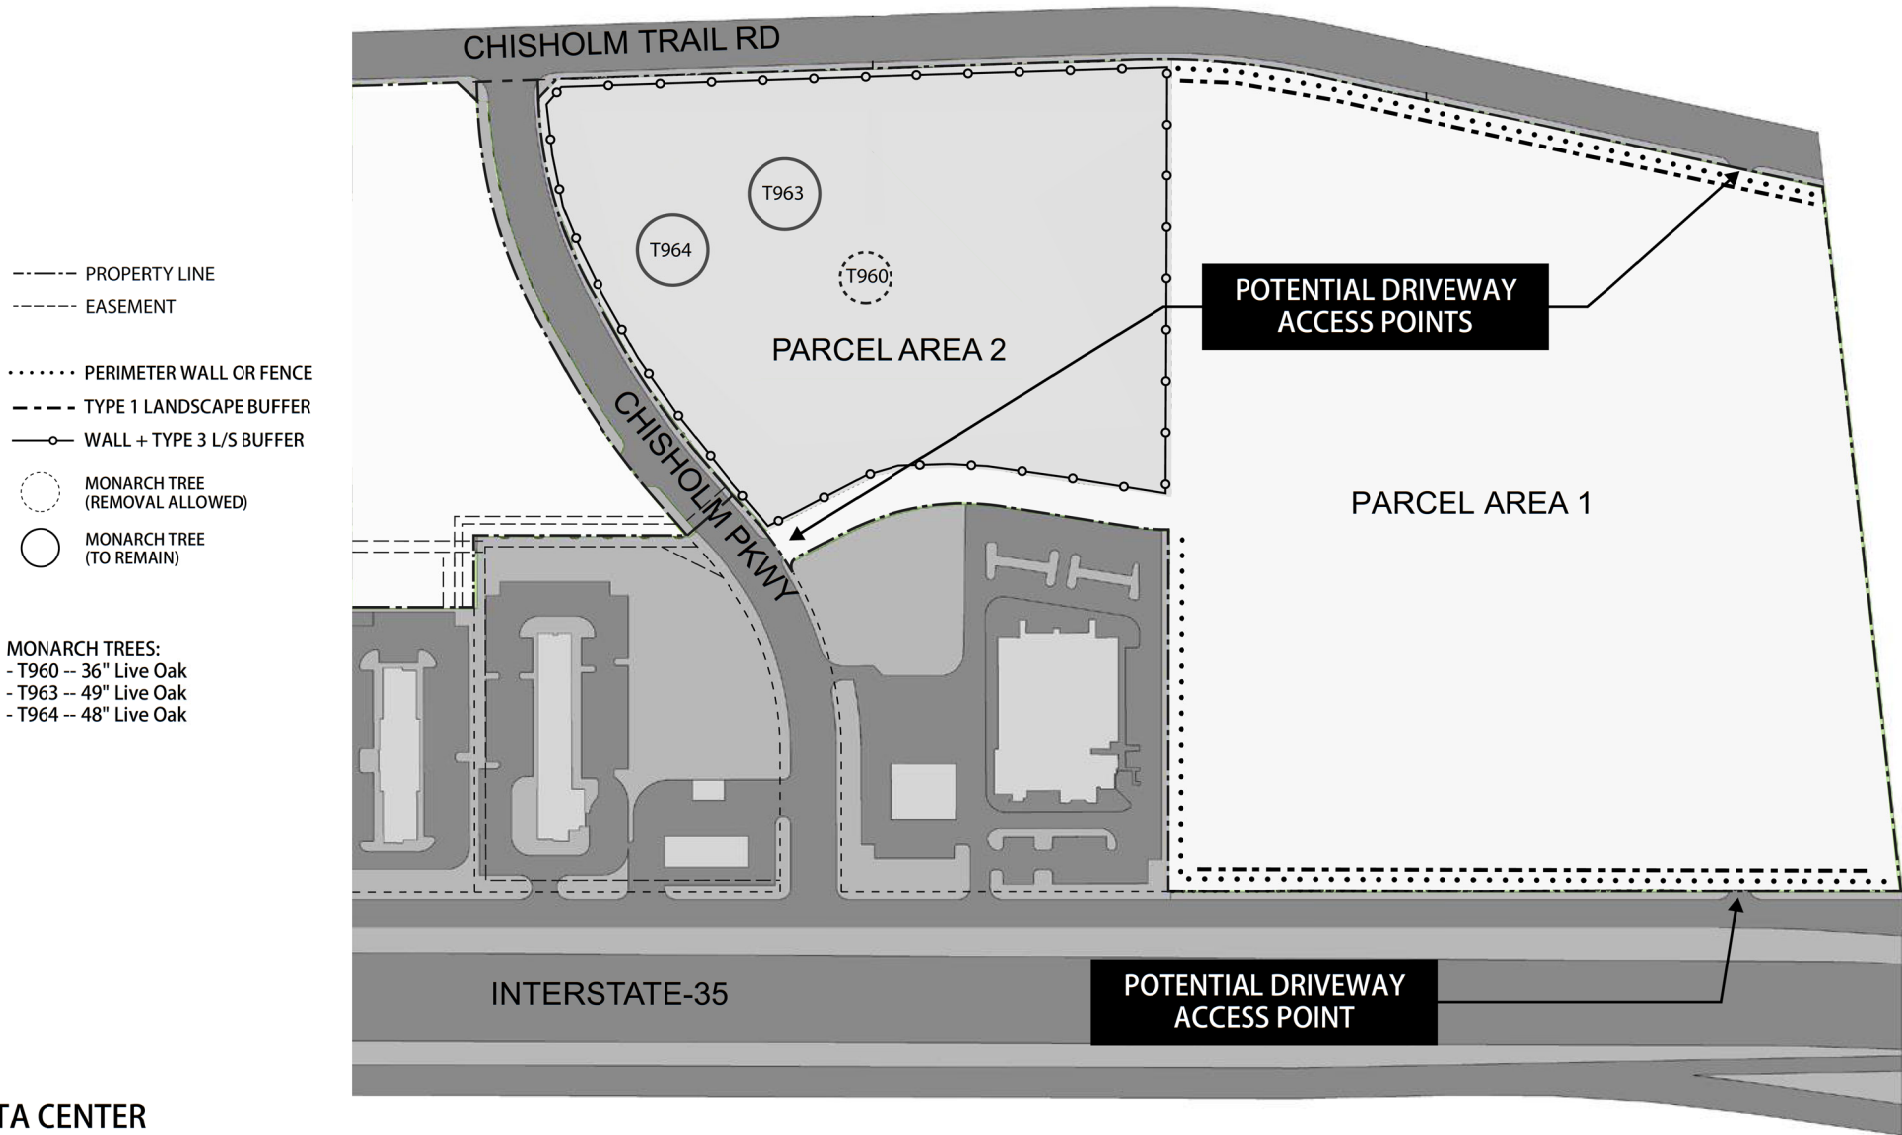 CHISHOLM TRAIL RD
T963
T964
T960
PARCEL AREA 2
POTENTIAL DRIVEWAY
ACCESS POINTS
CHISHOLM PKWY
PARCEL AREA 1
PROPERTY LINE
EASEMENT
PERIMETER WALL OR FENCE
TYPE 1 LANDSCAPE BUFFER
WALL + TYPE 3 L/S BUFFER
MONARCH TREE
(REMOVAL ALLOWED)
MONARCH TREE
(TO REMAIN)
MONARCH TREES:
- T960 -- 36" Live Oak
- T963 -- 49" Live Oak
- T964 -- 48" Live Oak
INTERSTATE-35
POTENTIAL DRIVEWAY
ACCESS POINT
TA CENTER